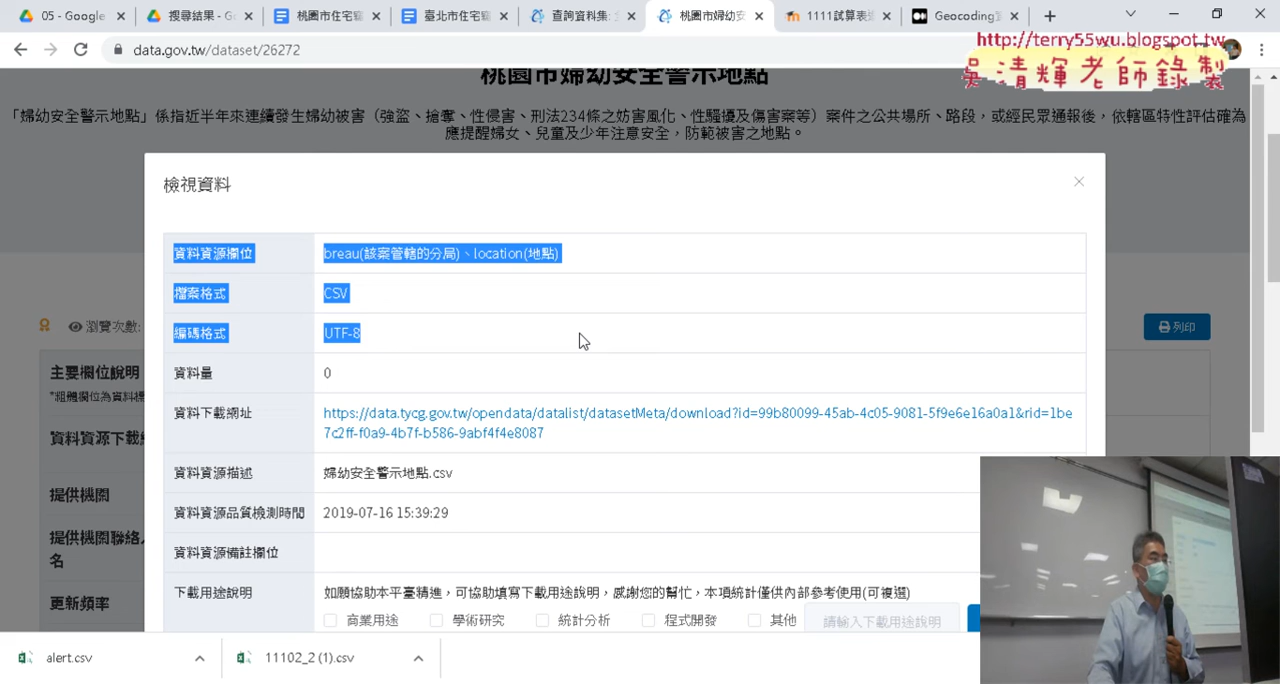 05 - Google
搜尋結果 - G
桃園市住宅竊
臺北市住宅竊
查詢資料集:
桃園市婦幼安
1111試算表
Geocoding
data.gov.tw/dataset/26272
http://terry55wu.blogspot.tw
吳清輝老師錄製
桃園市婦幼安全警示地點
「婦幼安全警示地點」係指近半年來連續發生婦幼被害（強盜、搶奪、性侵害、刑法234條之妨害風化、性騷擾及傷害案等）案件之公共場所、路段，或經民眾通報後，依轄區特性評估確為
應提醒婦女、兒童及少年注意安全，防範被害之地點。
檢視資料
資料資源欄位 breau(該案管轄的分局)、location(地點)
檔案格式 CSV
編碼格式 UTF-8
資料量 0
資料下載網址 https://data.tycg.gov.tw/opendata/datalist/datasetMeta/download?id=99b80099-45ab-4c05-9081-5f9e6e16a0a1&rid=1be
7c2ff-f0a9-4b7f-b586-9abf4f4e8087
資料資源描述 婦幼安全警示地點.csv
資料資源品質檢測時間 2019-07-16 15:39:29
資料資源備註欄位
下載用途說明 如願協助本平臺精進，可協助填寫下載用途說明，感謝您的幫忙，本項統計僅供內部參考使用(可複選)
商業用途 學術研究 統計分析 程式開發 其他 請輸入下載用途說明
瀏覽次數:
列印
主要欄位說明
*粗體欄位為資料標
資料資源下載
提供機關
提供機關聯絡
名
更新頻率
alert.csv
11102_2 (1).csv